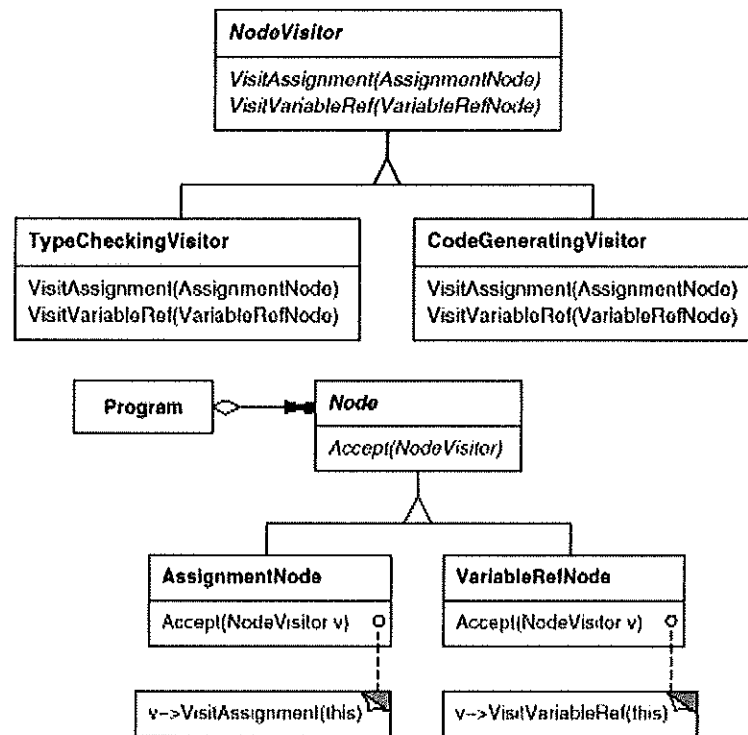 NodeVisitor
VisitAssignment(AssignmentNode)
VisitVariableRef(VariableRefNode)
TypeCheckingVisitor
VisitAssignment(AssignmentNode)
VisitVariableRef(VariableRefNode)
CodeGeneratingVisitor
VisitAssignment(AssignmentNode)
VisitVariableRef(VariableRefNode)
Program
Node
Accept(NodeVisitor)
AssignmentNode
Accept(NodeVisitor v)
VariableRefNode
Accept(NodeVisitor v)
v->VisitAssignment(this)
v->VisitVariableRef(this)